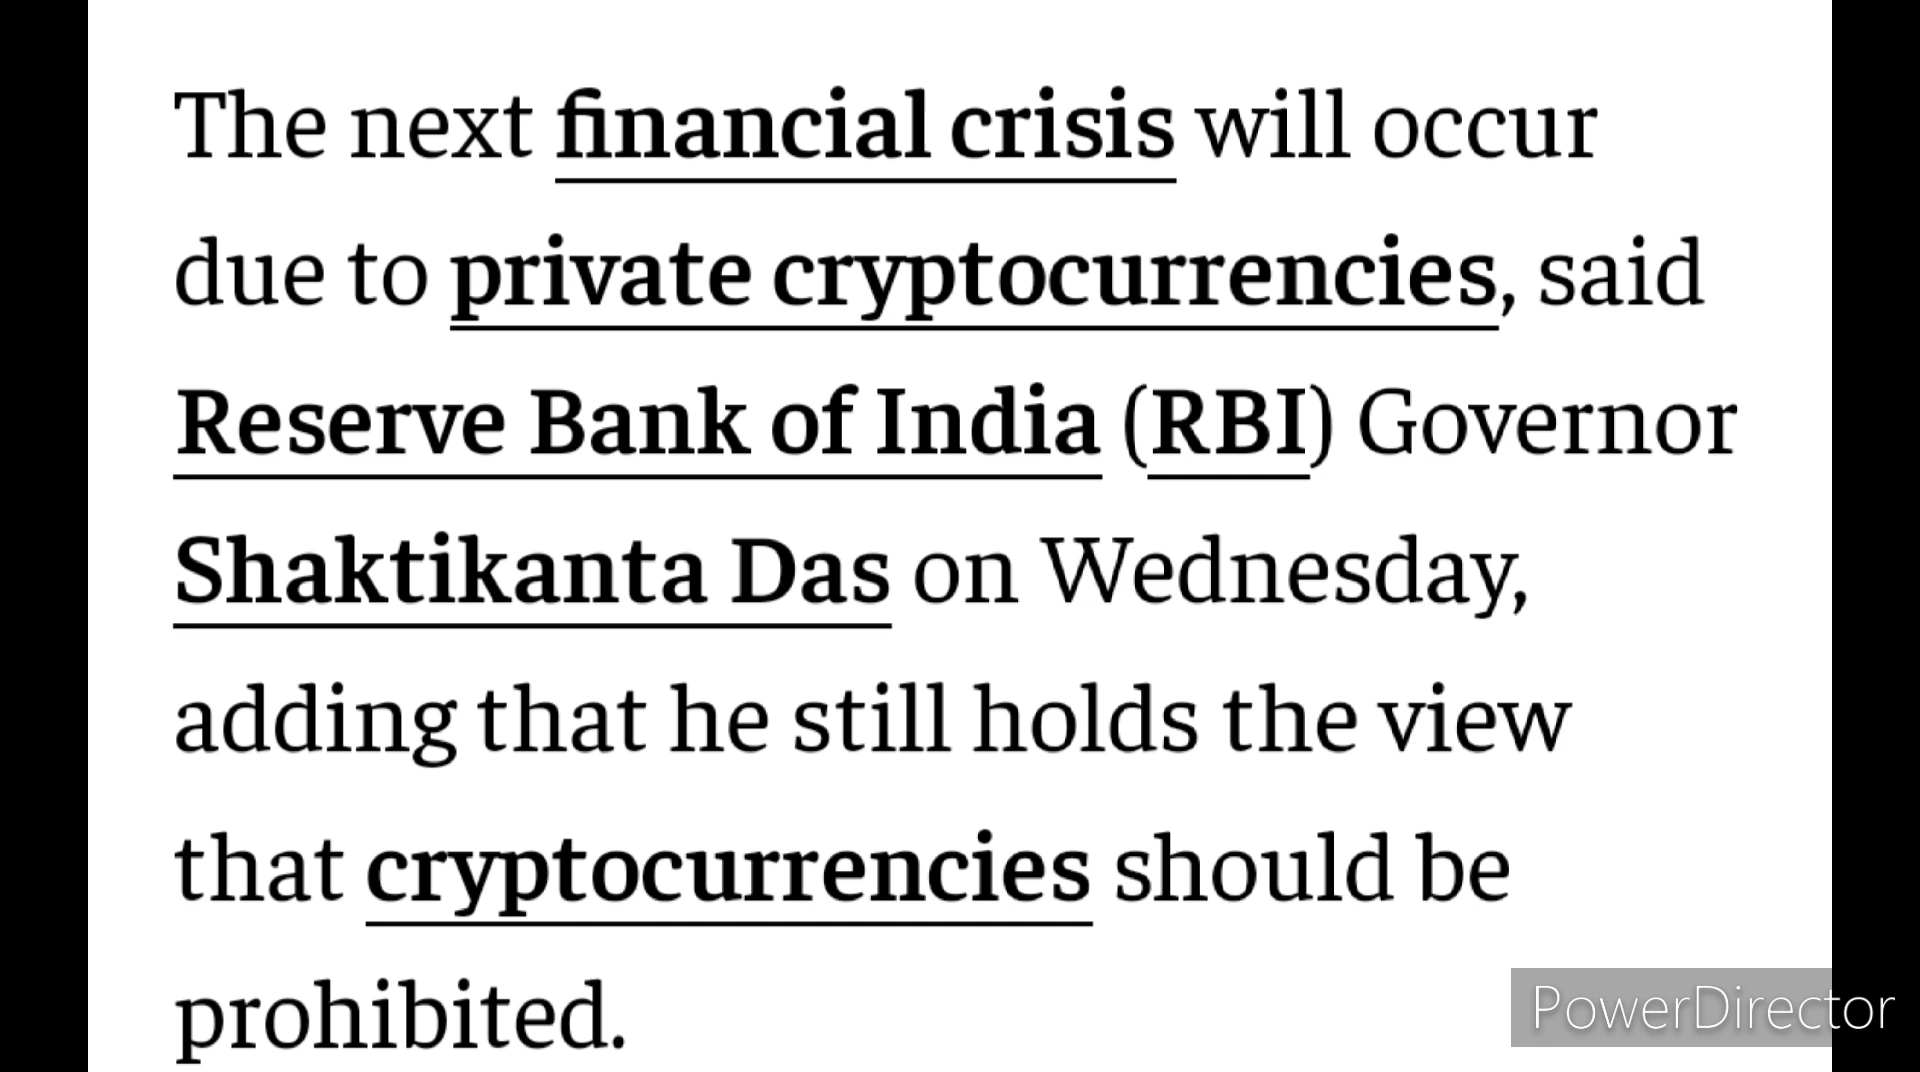 The next financial crisis will occur
due to private cryptocurrencies, said
Reserve Bank of India (RBI) Governor
Shaktikanta Das on Wednesday,
adding that he still holds the view
that cryptocurrencies should be
prohibited.
PowerDirector